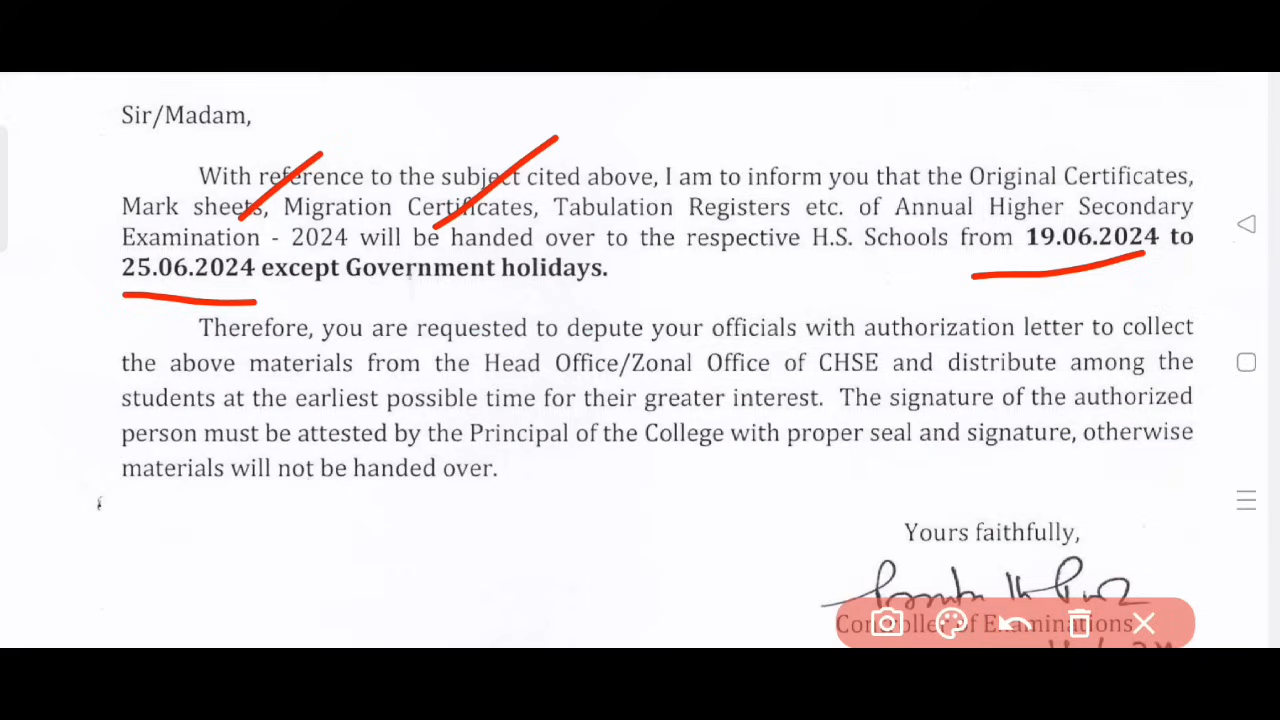 Sir/Madam,
With reference to the subject cited above, I am to inform you that the Original Certificates,
Mark sheets, Migration Certificates, Tabulation Registers etc. of Annual Higher Secondary
Examination - 2024 will be handed over to the respective H.S. Schools from 19.06.2024 to
25.06.2024 except Government holidays.
Therefore, you are requested to depute your officials with authorization letter to collect
the above materials from the Head Office/Zonal Office of CHSE and distribute among the
students at the earliest possible time for their greater interest. The signature of the authorized
person must be attested by the Principal of the College with proper seal and signature, otherwise
materials will not be handed over.
Yours faithfully,
Controller of Examinations